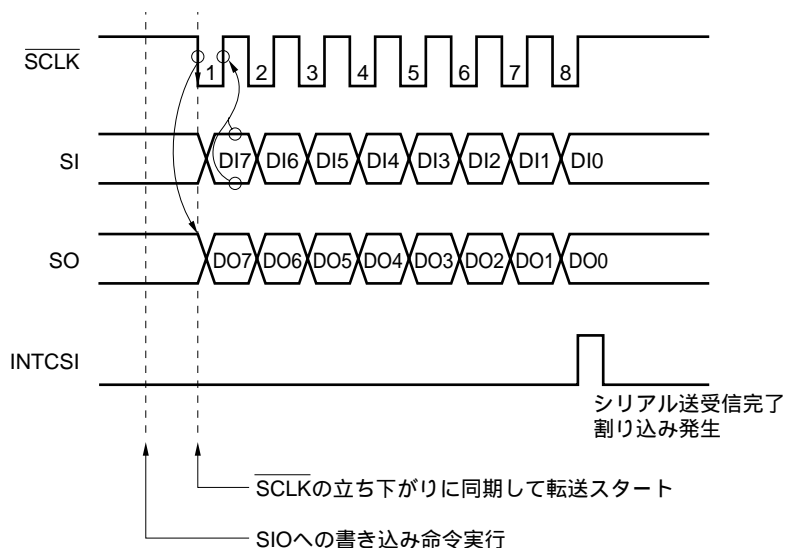 SCLK
1 2 3 4 5 6 7 8
SI
DI7 DI6 DI5 DI4 DI3 DI2 DI1 DI0
SO
DO7 DO6 DO5 DO4 DO3 DO2 DO1 DO0
INTCSI
シリアル送受信完了
割り込み発生
SCLKの立ち下がりに同期して転送スタート
SIOへの書き込み命令実行